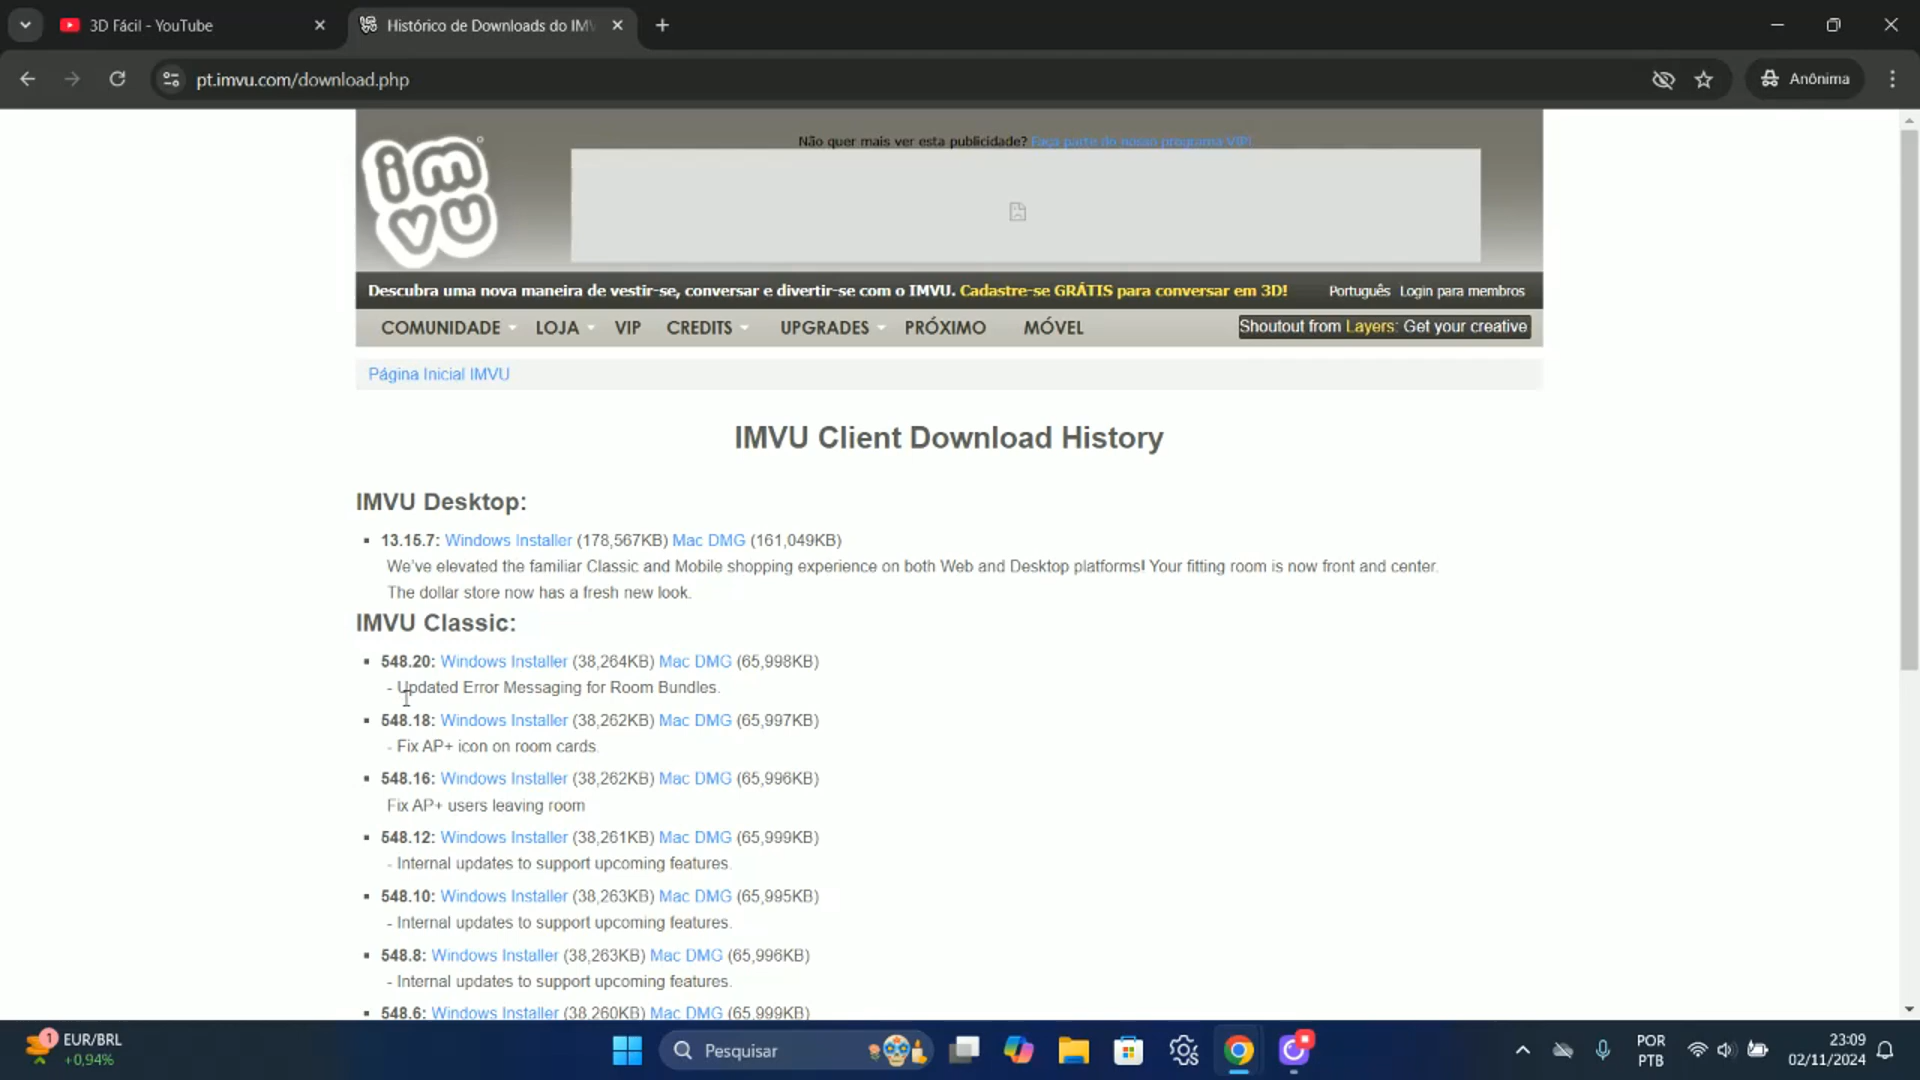 3D Fácil - YouTube
Histórico de Downloads do IMV
pt.imvu.com/download.php
Anônima
Não quer mais ver esta publicidade? Faça parte do nosso programa VIP!
imvu
Descubra uma nova maneira de vestir-se, conversar e divertir-se com o IMVU. Cadastre-se GRÁTIS para conversar em 3D! Português Login para membros
COMUNIDADE LOJA VIP CREDITS UPGRADES PRÓXIMO MÓVEL Shoutout from Layers: Get your creative
Página Inicial IMVU
IMVU Client Download History
IMVU Desktop:
13.15.7: Windows Installer (178,567KB) Mac DMG (161,049KB)
We've elevated the familiar Classic and Mobile shopping experience on both Web and Desktop platforms! Your fitting room is now front and center.
The dollar store now has a fresh new look.
IMVU Classic:
548.20: Windows Installer (38,264KB) Mac DMG (65,998KB)
- Updated Error Messaging for Room Bundles.
548.18: Windows Installer (38,262KB) Mac DMG (65,997KB)
- Fix AP+ icon on room cards.
548.16: Windows Installer (38,262KB) Mac DMG (65,996KB)
Fix AP+ users leaving room
548.12: Windows Installer (38,261KB) Mac DMG (65,999KB)
- Internal updates to support upcoming features.
548.10: Windows Installer (38,263KB) Mac DMG (65,995KB)
- Internal updates to support upcoming features.
548.8: Windows Installer (38,263KB) Mac DMG (65,996KB)
- Internal updates to support upcoming features.
548.6: Windows Installer (38,260KB) Mac DMG (65,999KB)
1
EUR/BRL
+0,94%
Pesquisar
POR
PTB
23:09
02/11/2024